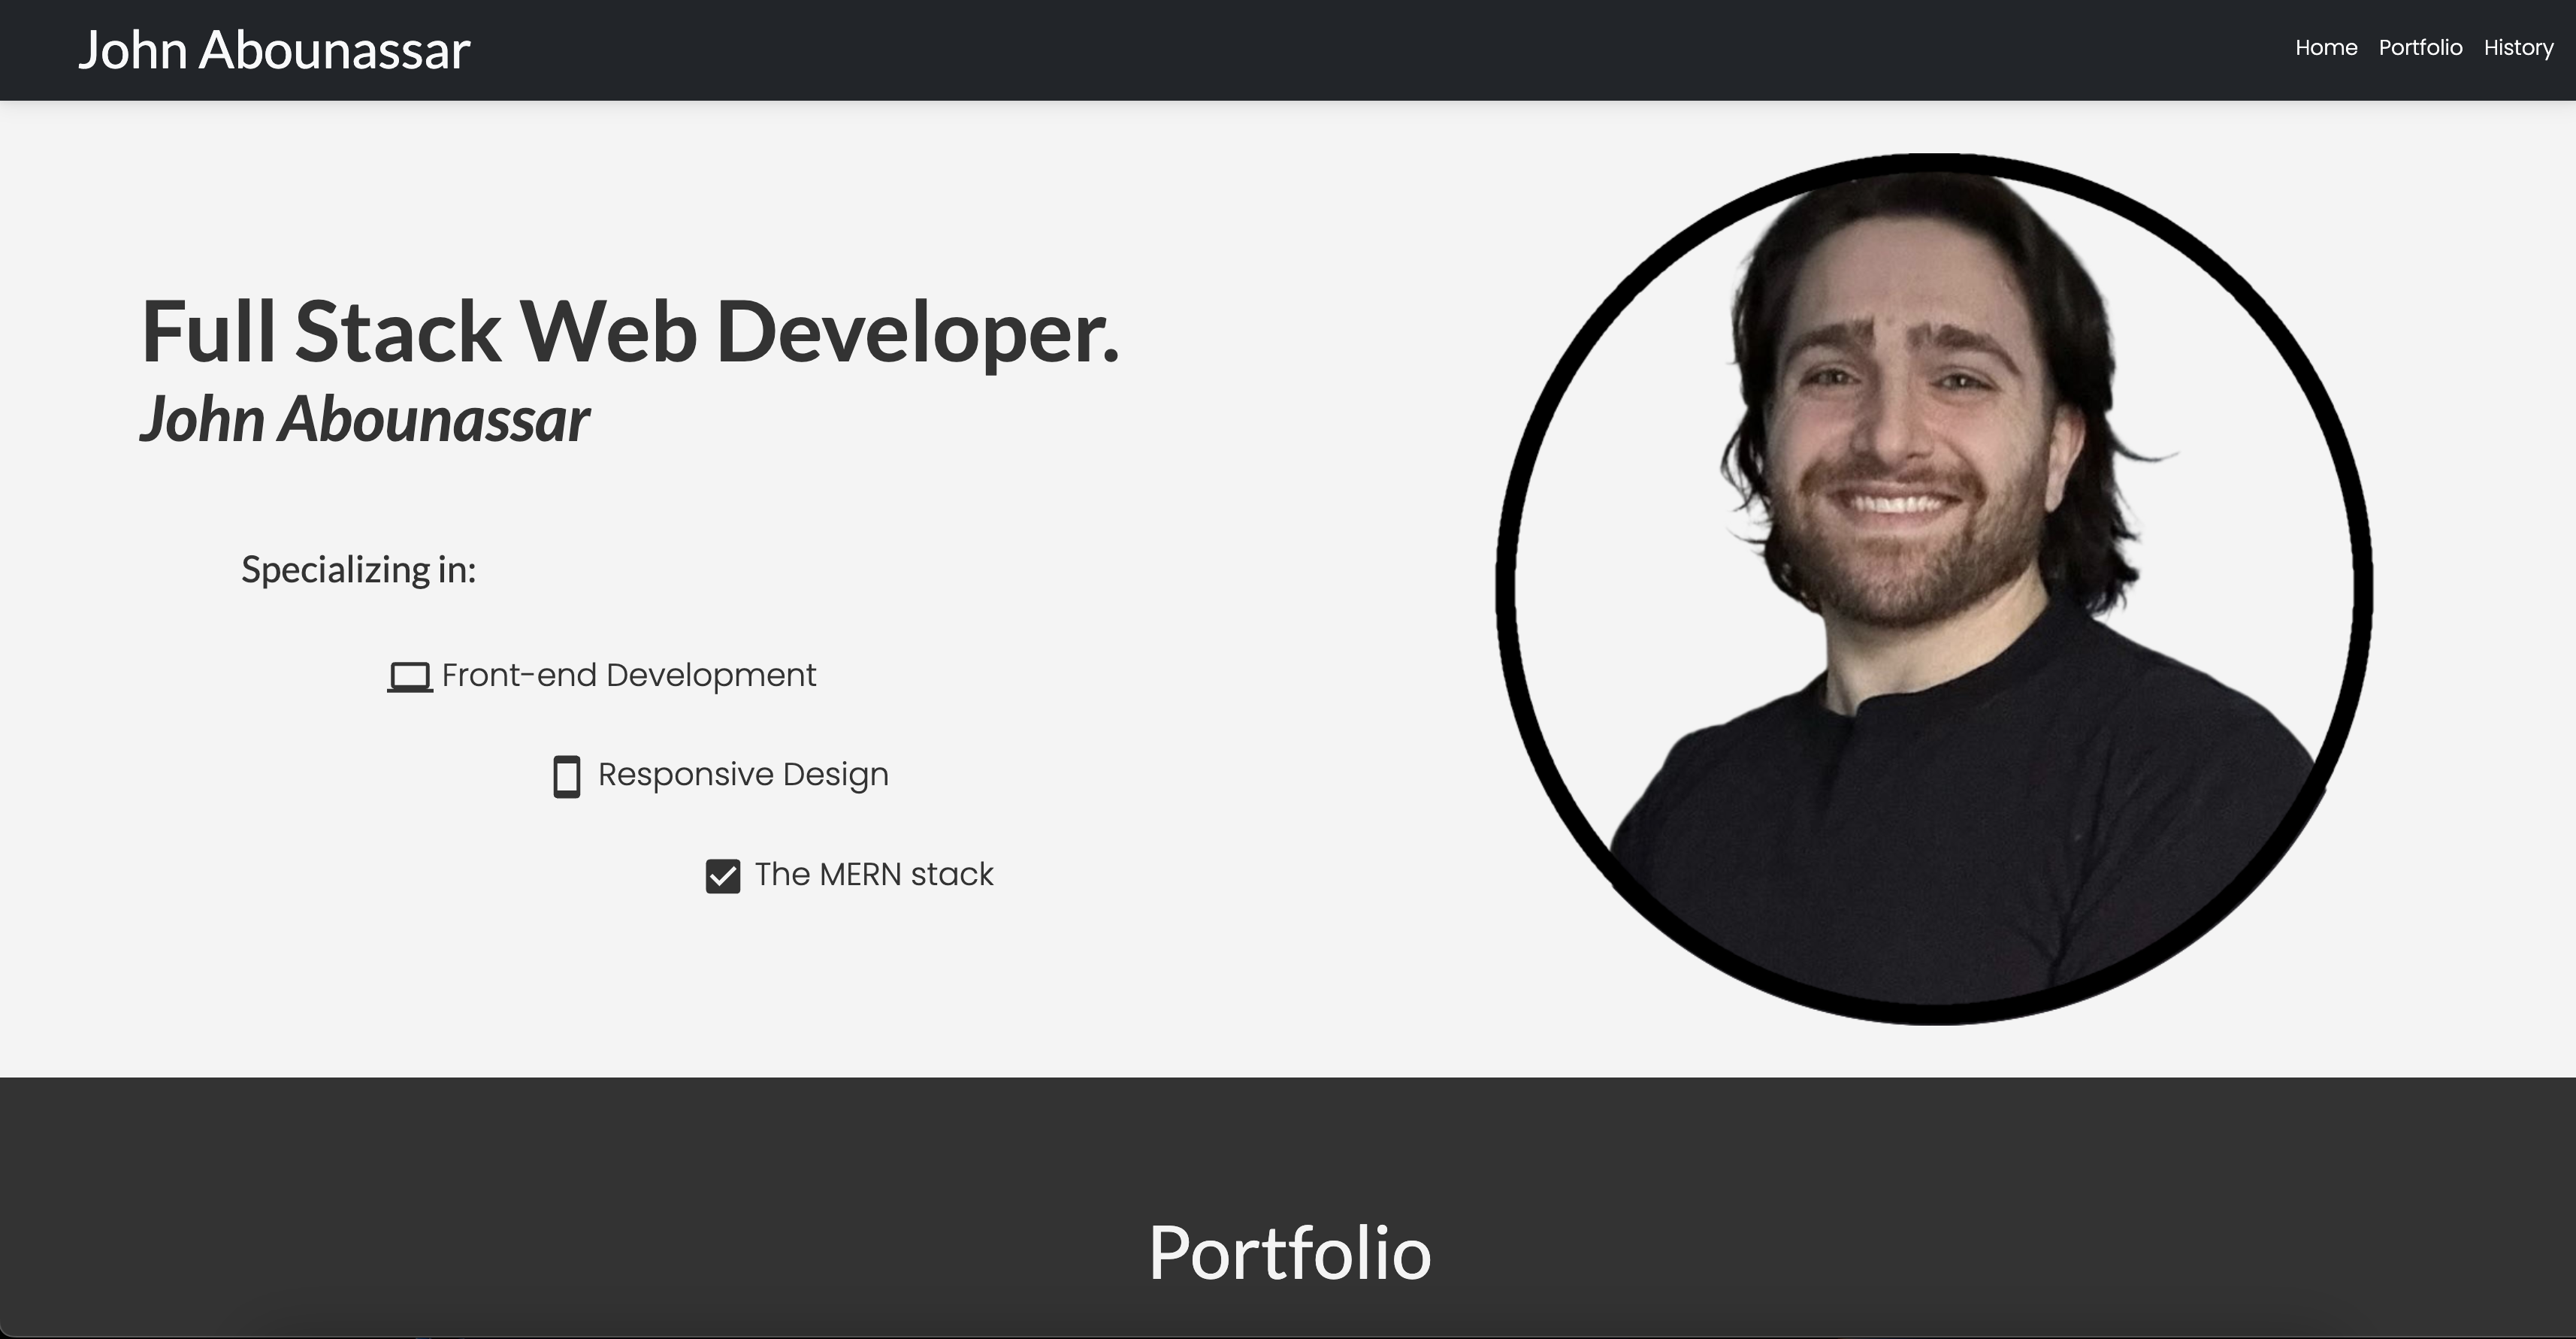 John Abounassar
Home Portfolio History
Full Stack Web Developer.
John Abounassar
Specializing in:
Front-end Development
Responsive Design
The MERN stack
Portfolio